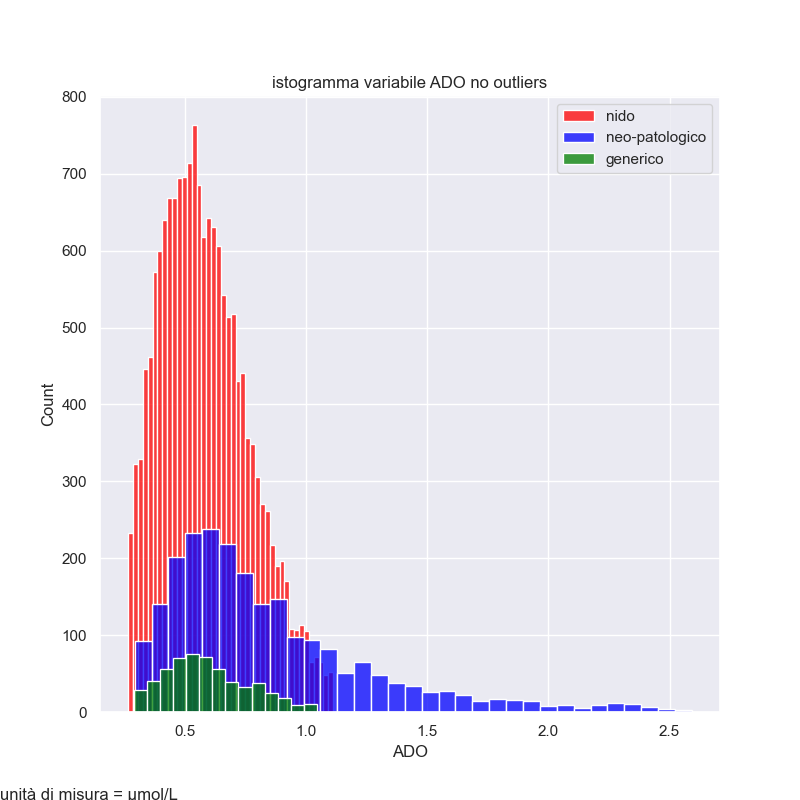 istogramma variabile ADO no outliers
800
700
600
500
400
300
200
100
0
Count
nido
neo-patologico
generico
0.5 1.0 1.5 2.0 2.5
ADO
unità di misura = μmol/L